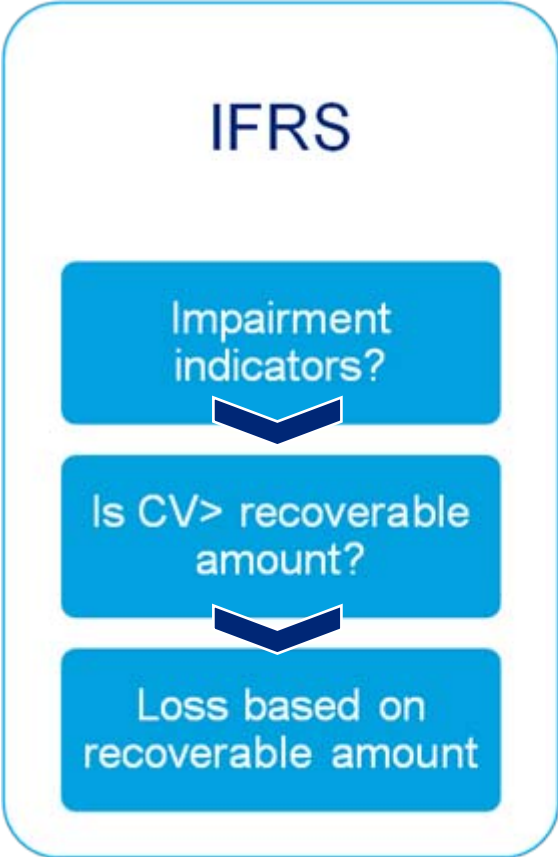 IFRS
Impairment
indicators?
Is CV> recoverable
amount?
Loss based on
recoverable amount